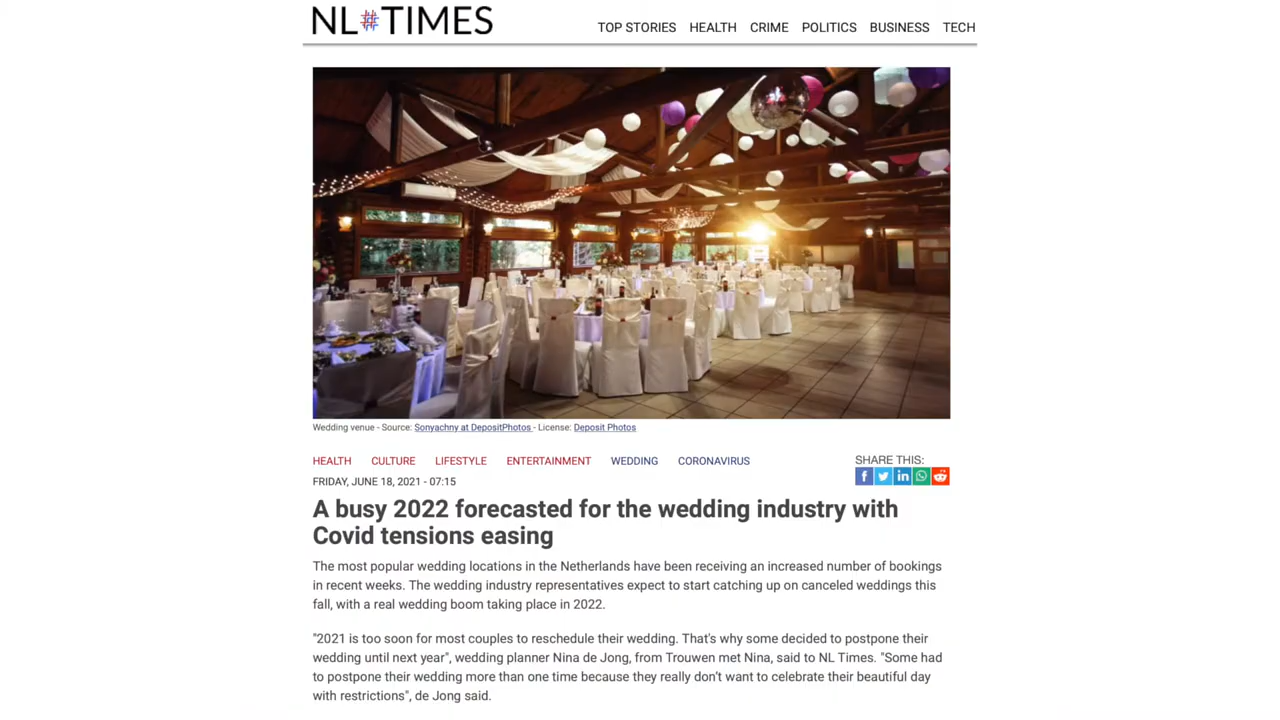 NL#TIMES
TOP STORIES HEALTH CRIME POLITICS BUSINESS TECH
Wedding venue - Source: Sonyachny at DepositPhotos - License: Deposit Photos
HEALTH CULTURE LIFESTYLE ENTERTAINMENT WEDDING CORONAVIRUS
SHARE THIS:
FRIDAY, JUNE 18, 2021 - 07:15
A busy 2022 forecasted for the wedding industry with
Covid tensions easing
The most popular wedding locations in the Netherlands have been receiving an increased number of bookings
in recent weeks. The wedding industry representatives expect to start catching up on canceled weddings this
fall, with a real wedding boom taking place in 2022.
"2021 is too soon for most couples to reschedule their wedding. That's why some decided to postpone their
wedding until next year", wedding planner Nina de Jong, from Trouwen met Nina, said to NL Times. "Some had
to postpone their wedding more than one time because they really don't want to celebrate their beautiful day
with restrictions", de Jong said.